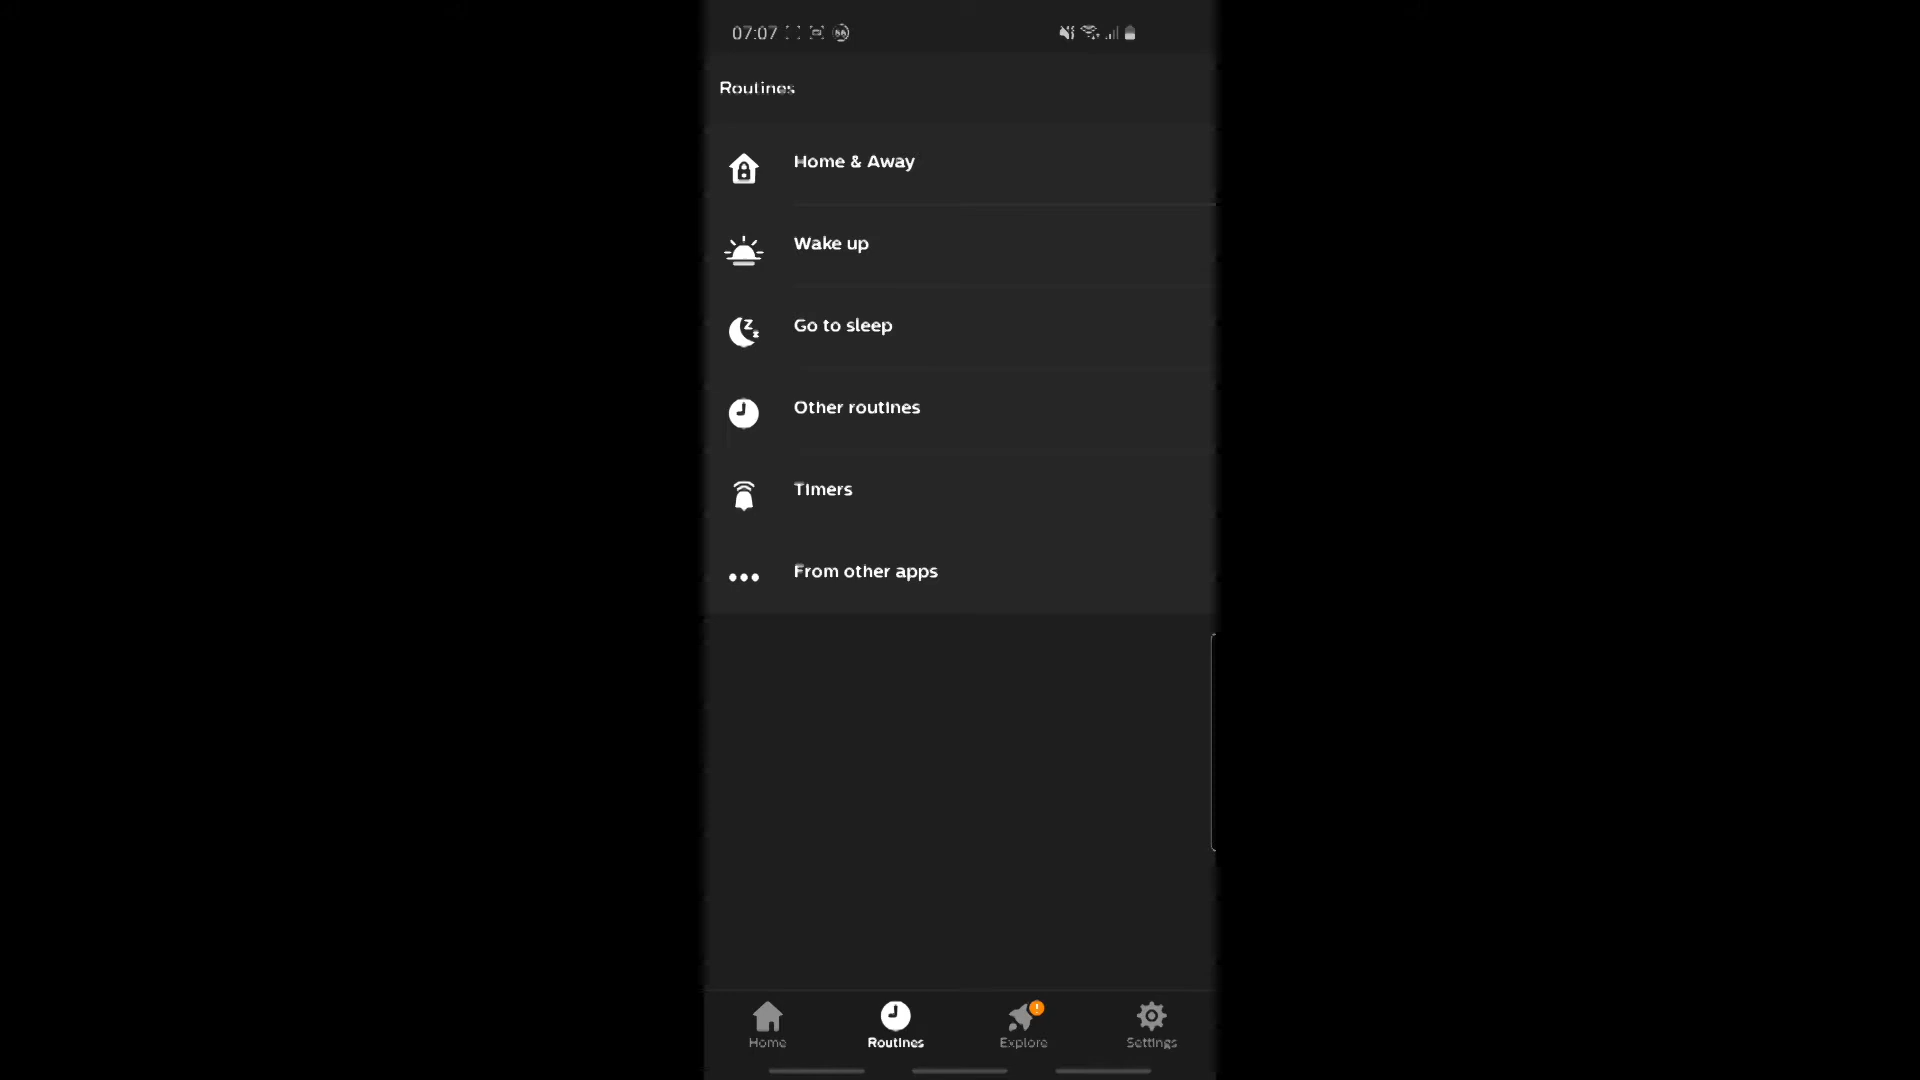 07:07
Routines
Home & Away
Wake up
Go to sleep
Other routines
Timers
From other apps
Home
Routines
Explore
Settings